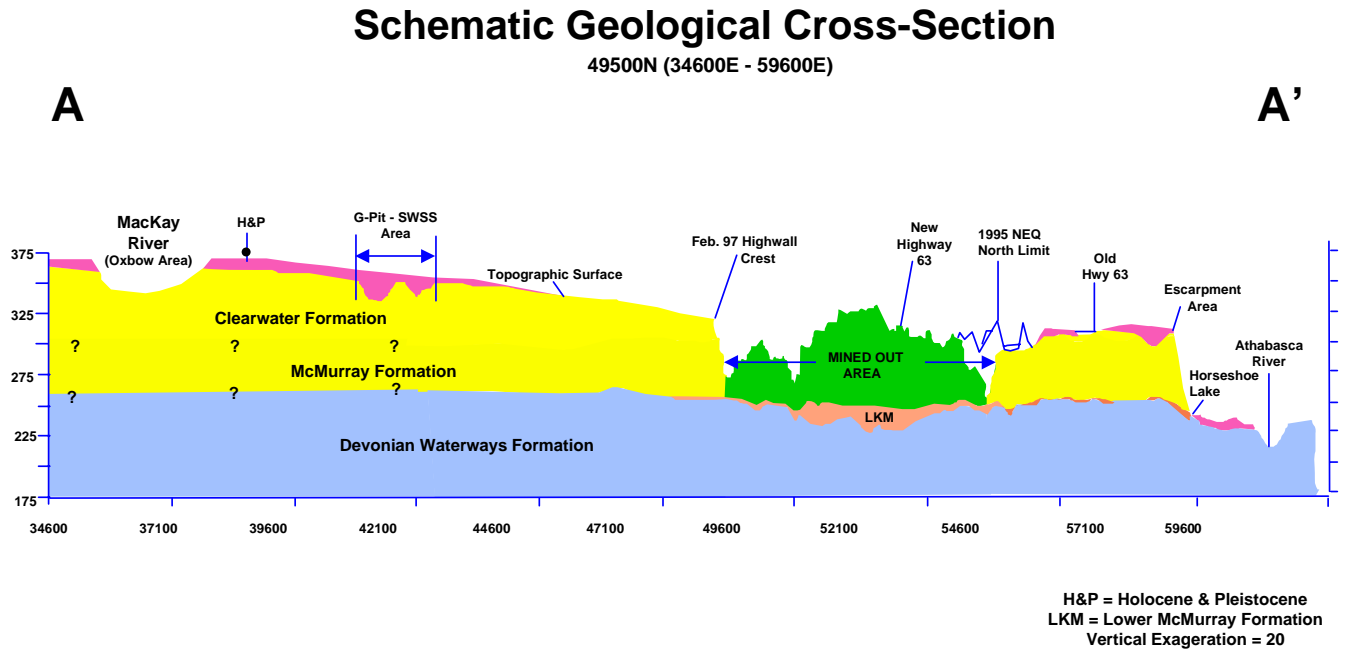 Schematic Geological Cross-Section
49500N (34600E - 59600E)
A
A’
MacKay
River
(Oxbow Area)
H&P
G-Pit - SWSS
Area
Topographic Surface
Feb. 97 Highwall
Crest
New
Highway
63
1995 NEQ
North Limit
Old
Hwy 63
Escarpment
Area
Athabasca
River
Horseshoe
Lake
375
325
275
225
175
Clearwater Formation
? ? ?
McMurray Formation
? ? ?
MINED OUT
AREA
LKM
Devonian Waterways Formation
34600 37100 39600 42100 44600 47100 49600 52100 54600 57100 59600
H&P = Holocene & Pleistocene
LKM = Lower McMurray Formation
Vertical Exageration = 20